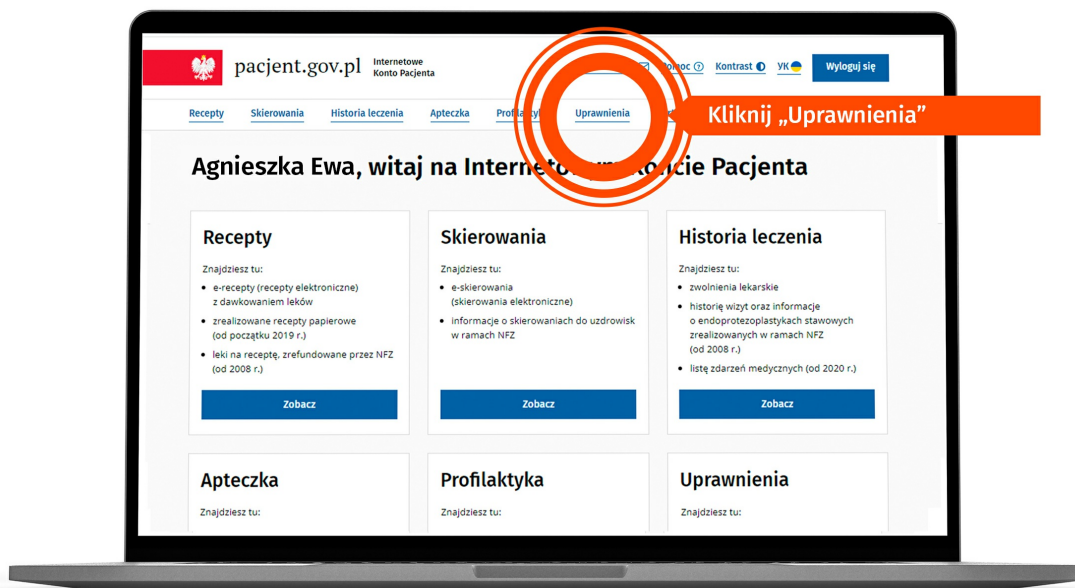 pacjent.gov.pl
Internetowe
Konto Pacjenta
Kontrast
УК
Wyloguj się
Recepty
Skierowania
Historia leczenia
Apteczka
Uprawnienia
Kliknij „Uprawnienia”
Agnieszka Ewa, witaj na Pacjenta
Recepty
Znajdziesz tu:
• e-recepty (recepty elektroniczne)
z dawkowaniem leków
• zrealizowane recepty papierowe
(od początku 2019 r.)
• leki na receptę, zrefundowane przez NFZ
(od 2008 r.)
Zobacz
Skierowania
Znajdziesz tu:
• e-skierowania
(skierowania elektroniczne)
• informacje o skierowaniach do uzdrowisk
w ramach NFZ
Zobacz
Historia leczenia
Znajdziesz tu:
• zwolnienia lekarskie
• historię wizyt oraz informacje
o endoprotezoplastykach stawowych
zrealizowanych w ramach NFZ
(od 2008 r.)
• listę zdarzeń medycznych (od 2020 r.)
Zobacz
Apteczka
Znajdziesz tu:
Profilaktyka
Znajdziesz tu:
Uprawnienia
Znajdziesz tu: